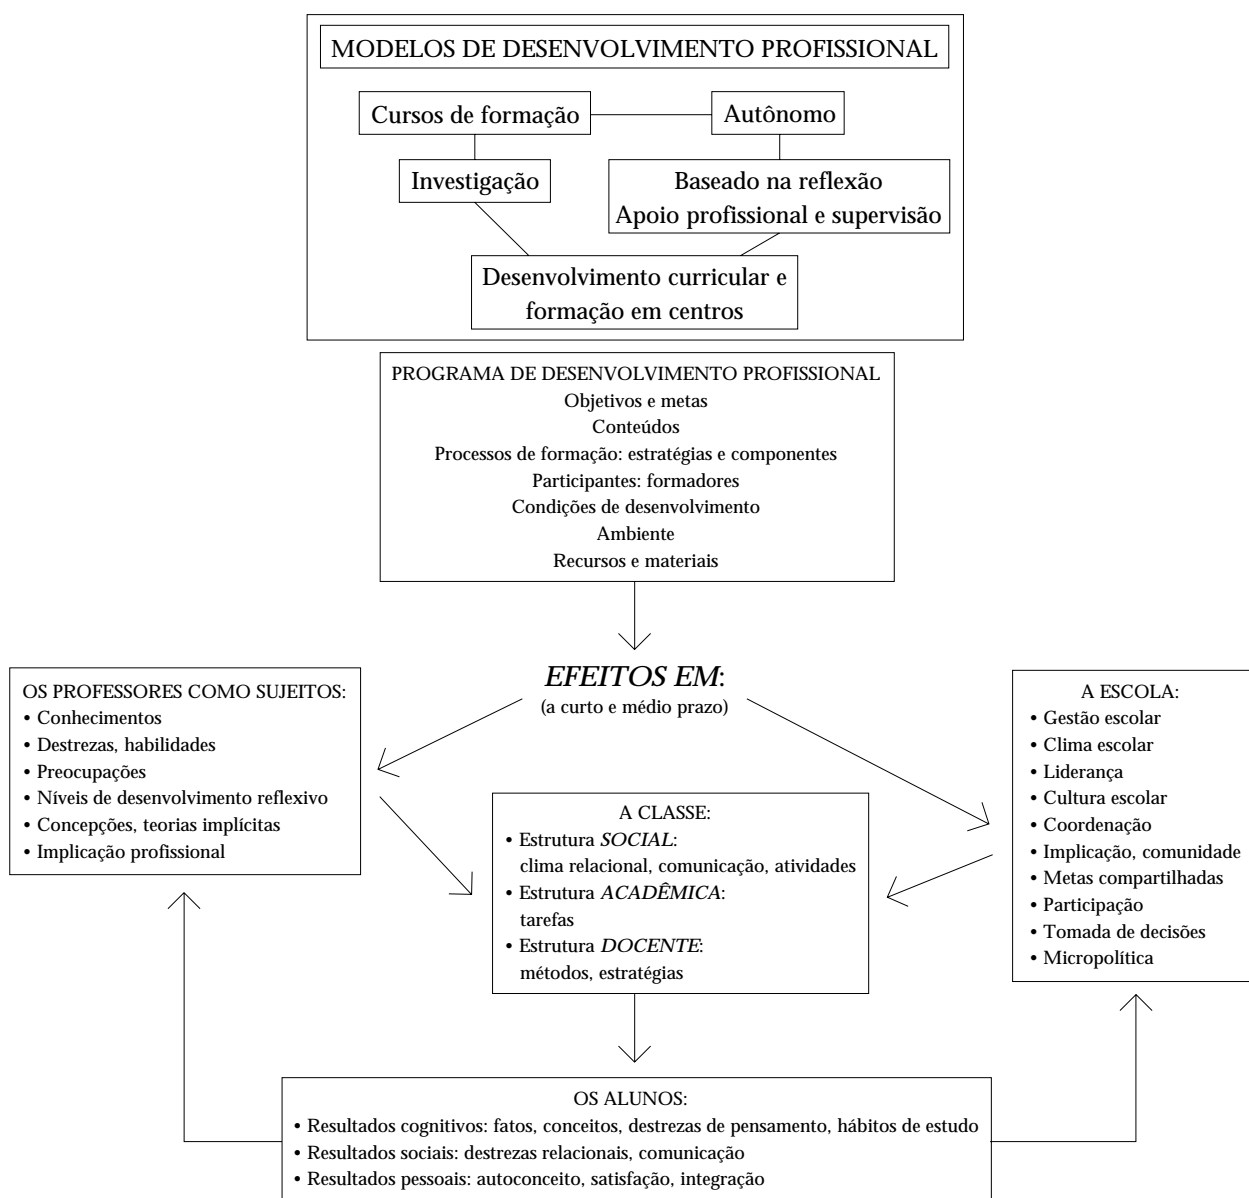 MODELOS DE DESENVOLVIMENTO PROFISSIONAL
Cursos de formação
Autônomo
Investigação
Baseado na reflexão
Apoio profissional e supervisão
Desenvolvimento curricular e
formação em centros
PROGRAMA DE DESENVOLVIMENTO PROFISSIONAL
Objetivos e metas
Conteúdos
Processos de formação: estratégias e componentes
Participantes: formadores
Condições de desenvolvimento
Ambiente
Recursos e materiais
EFEITOS EM:
(a curto e médio prazo)
OS PROFESSORES COMO SUJEITOS:
• Conhecimentos
• Destrezas, habilidades
• Preocupações
• Níveis de desenvolvimento reflexivo
• Concepções, teorias implícitas
• Implicação profissional
A CLASSE:
• Estrutura SOCIAL:
clima relacional, comunicação, atividades
• Estrutura ACADÊMICA:
tarefas
• Estrutura DOCENTE:
métodos, estratégias
A ESCOLA:
• Gestão escolar
• Clima escolar
• Liderança
• Cultura escolar
• Coordenação
• Implicação, comunidade
• Metas compartilhadas
• Participação
• Tomada de decisões
• Micropolítica
OS ALUNOS:
• Resultados cognitivos: fatos, conceitos, destrezas de pensamento, hábitos de estudo
• Resultados sociais: destrezas relacionais, comunicação
• Resultados pessoais: autoconceito, satisfação, integração